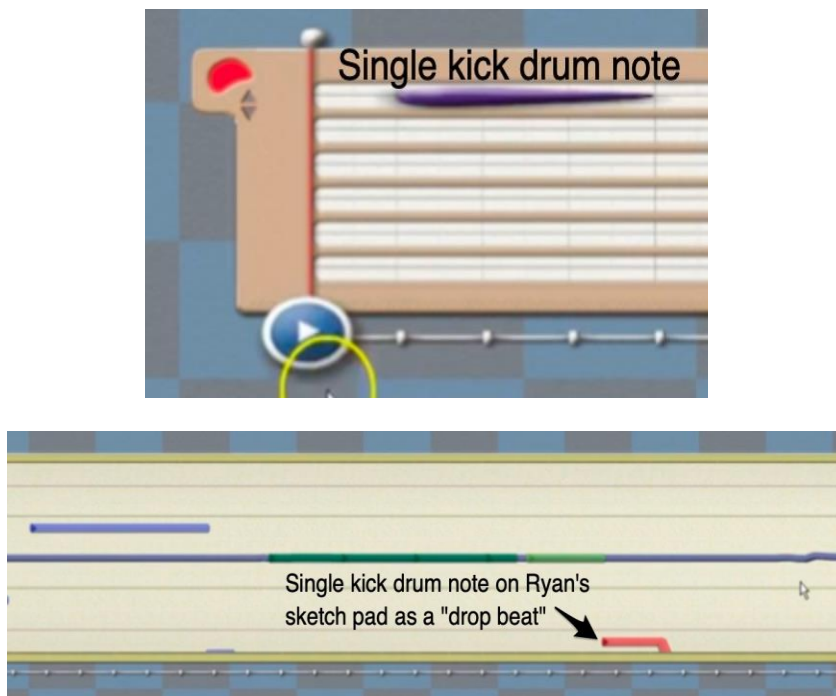 Single kick drum note
Single kick drum note on Ryan's
sketch pad as a "drop beat"